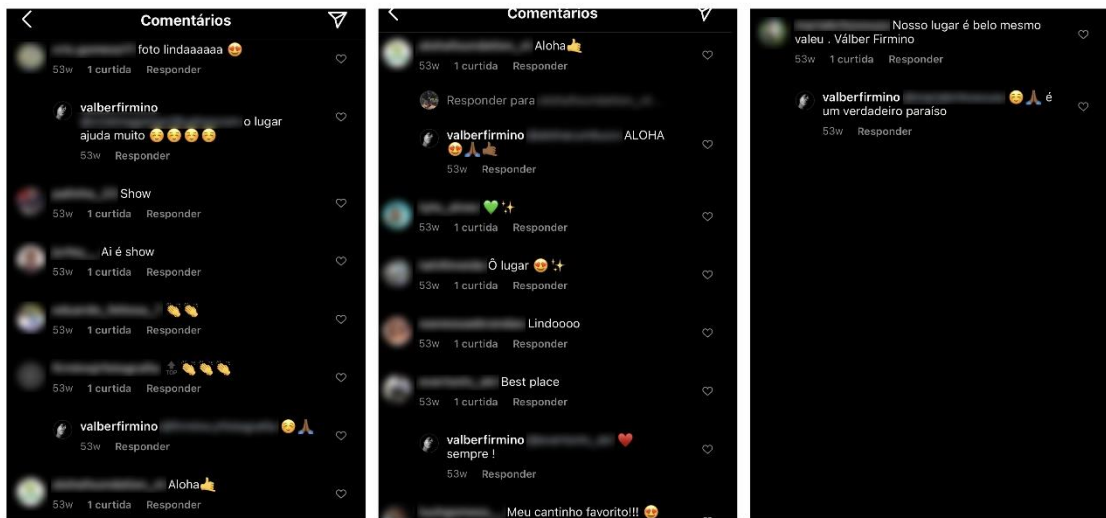 Comentários
foto lindaaaaaa 😍
53w 1 curtida Responder
valberfirmino
o lugar
ajuda muito ☺️☺️☺️☺️
53w Responder
Show
53w 1 curtida Responder
Ai é show
53w 1 curtida Responder
👏👏
53w 1 curtida Responder
🔝👏👏👏
53w 1 curtida Responder
valberfirmino ☺️🙏🏾
53w Responder
Aloha🤙
53w 1 curtida Responder
Comentários
Aloha🤙
53w 1 curtida Responder
Responder para
valberfirmino ALOHA
😍🙏🏾🤙🏾
53w Responder
💚✨
53w 1 curtida Responder
Ô lugar 😍✨
53w 1 curtida Responder
Lindoooo
53w 1 curtida Responder
Best place
53w 1 curtida Responder
valberfirmino ❤️
sempre !
53w Responder
Meu cantinho favorito!!! 😍
Nosso lugar é belo mesmo
valeu . Válber Firmino
53w 1 curtida Responder
valberfirmino ☺️🙏🏾 é
um verdadeiro paraíso
53w Responder